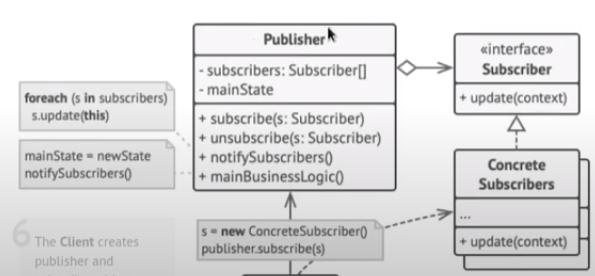 Publisher
- subscribers: Subscriber[]
- mainState
+ subscribe(s: Subscriber)
+ unsubscribe(s: Subscriber)
+ notifySubscribers()
+ mainBusinessLogic()
«interface»
Subscriber
+ update(context)
foreach (s in subscribers)
s.update(this)
mainState = newState
notifySubscribers()
Concrete
Subscribers
...
+ update(context)
s = new ConcreteSubscriber()
publisher.subscribe(s)
6
The Client creates
publisher and